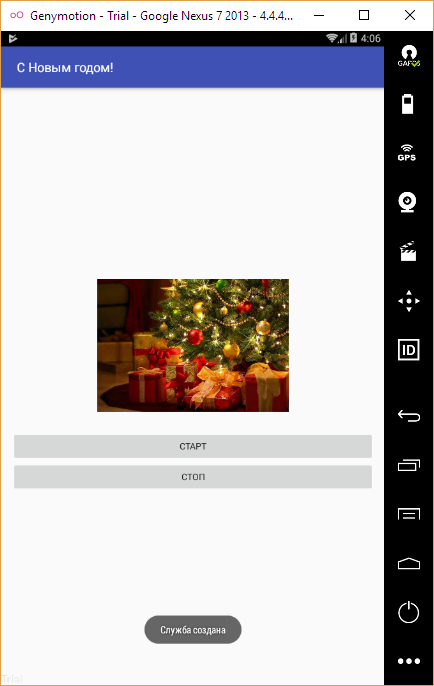 Genymotion - Trial - Google Nexus 7 2013 - 4.4.4...
4:06
GAPPS
С Новым годом!
GPS
ID
СТАРТ
СТОП
Служба создана
Trial